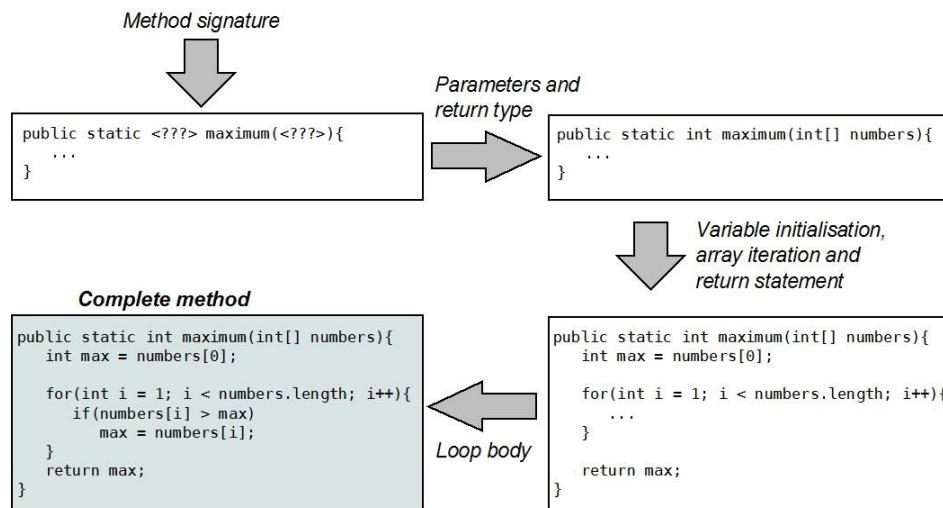 Method signature
public static <???> maximum(<???>){
   ...
}
Parameters and
return type
public static int maximum(int[] numbers){
   ...
}
Variable initialisation,
array iteration and
return statement
public static int maximum(int[] numbers){
   int max = numbers[0];
   for(int i = 1; i < numbers.length; i++){
      ...
   }
   return max;
}
Loop body
Complete method
public static int maximum(int[] numbers){
   int max = numbers[0];
   for(int i = 1; i < numbers.length; i++){
      if(numbers[i] > max)
         max = numbers[i];
   }
   return max;
}